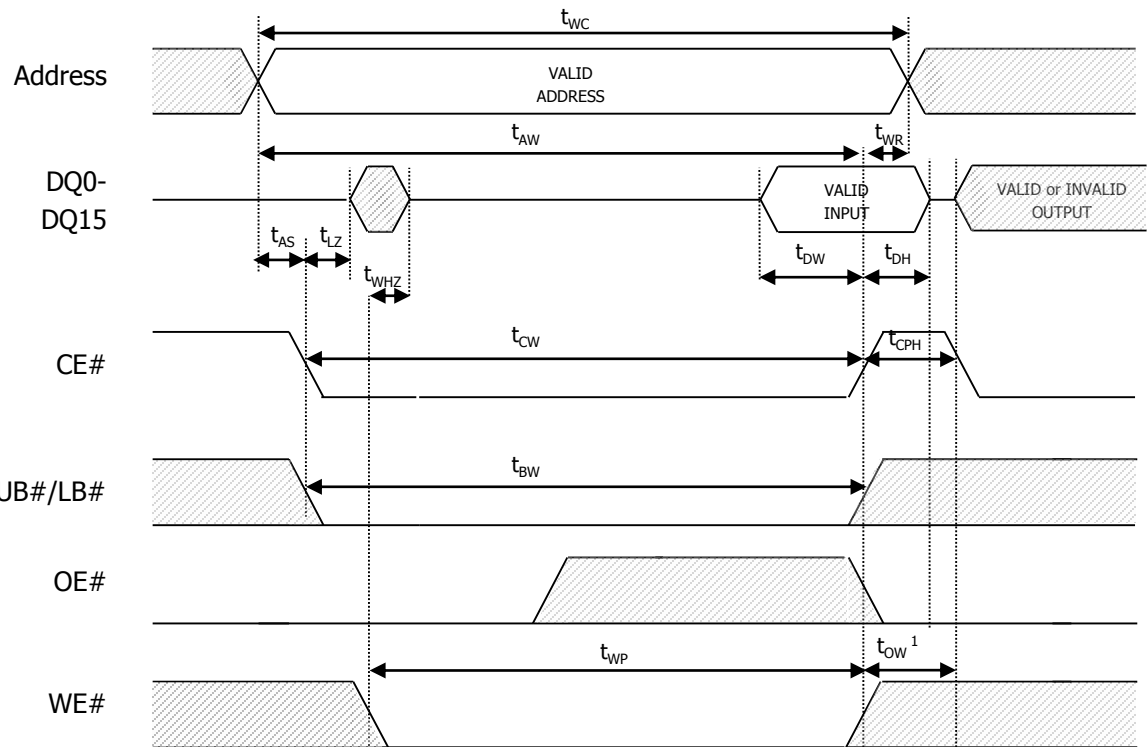 tWC
Address
VALID
ADDRESS
tAW
tWR
DQ0-
DQ15
VALID
INPUT
VALID or INVALID
OUTPUT
tAS
tLZ
tWHZ
tDW
tDH
tCW
tCPH
CE#
tBW
UB#/LB#
OE#
tWP
tOW 1
WE#